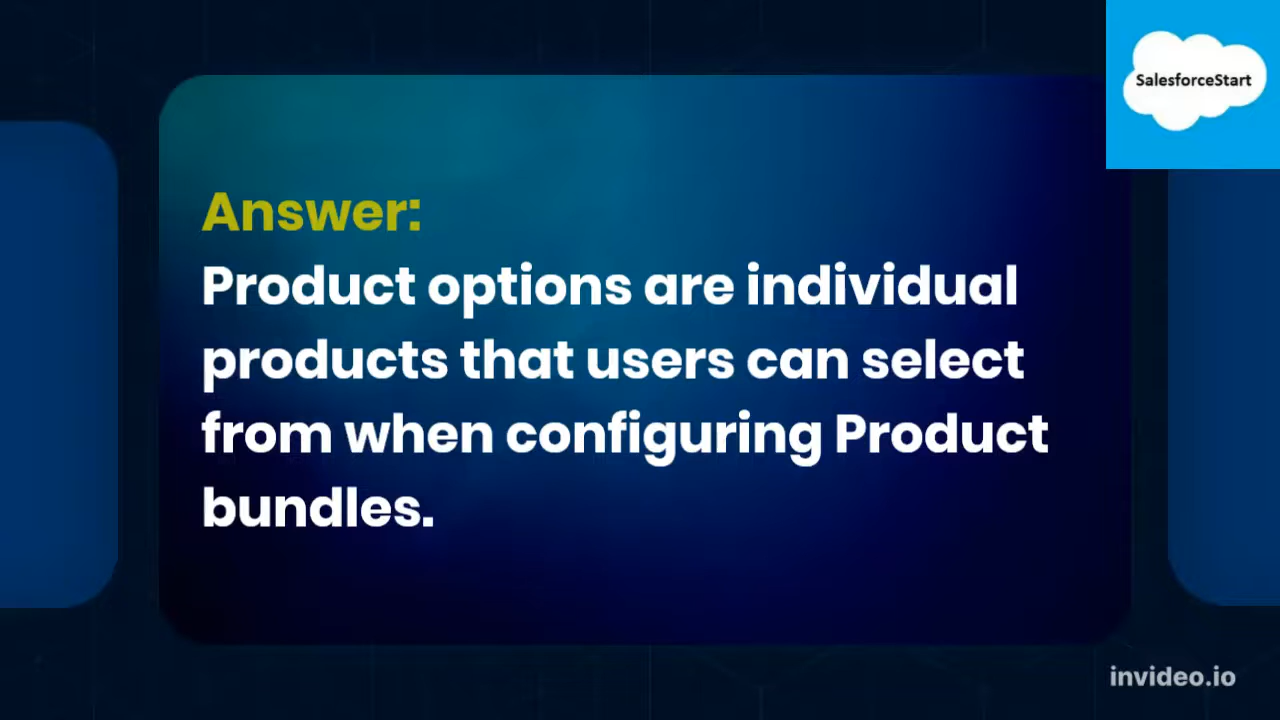 SalesforceStart
Answer:
Product options are individual
products that users can select
from when configuring Product
bundles.
invideo.io